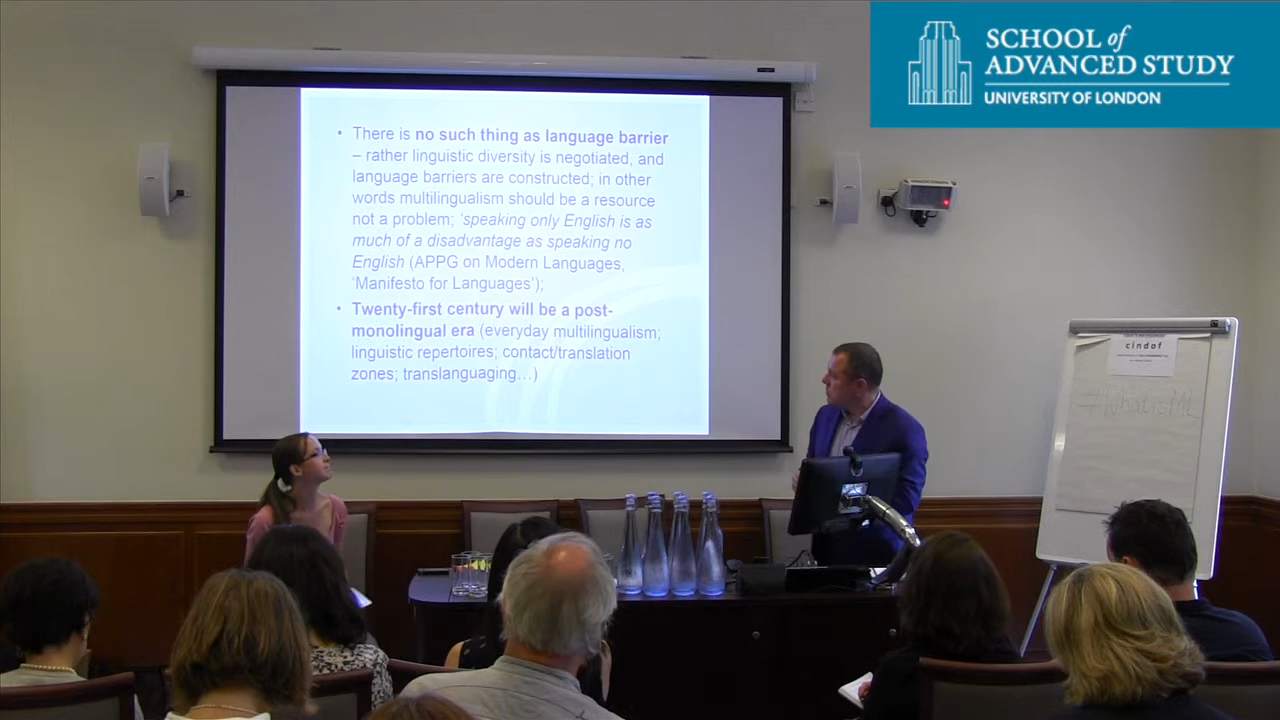 SCHOOL of
ADVANCED STUDY
UNIVERSITY OF LONDON
• There is no such thing as language barrier
– rather linguistic diversity is negotiated, and
language barriers are constructed; in other
words multilingualism should be a resource
not a problem; ‘speaking only English is as
much of a disadvantage as speaking no
English (APPG on Modern Languages,
‘Manifesto for Languages’);
• Twenty-first century will be a post-
monolingual era (everyday multilingualism;
linguistic repertoires; contact/translation
zones; translanguaging…)
#WhatisML